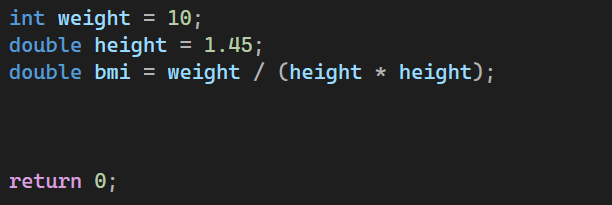 int weight = 10;
double height = 1.45;
double bmi = weight / (height * height);
return 0;